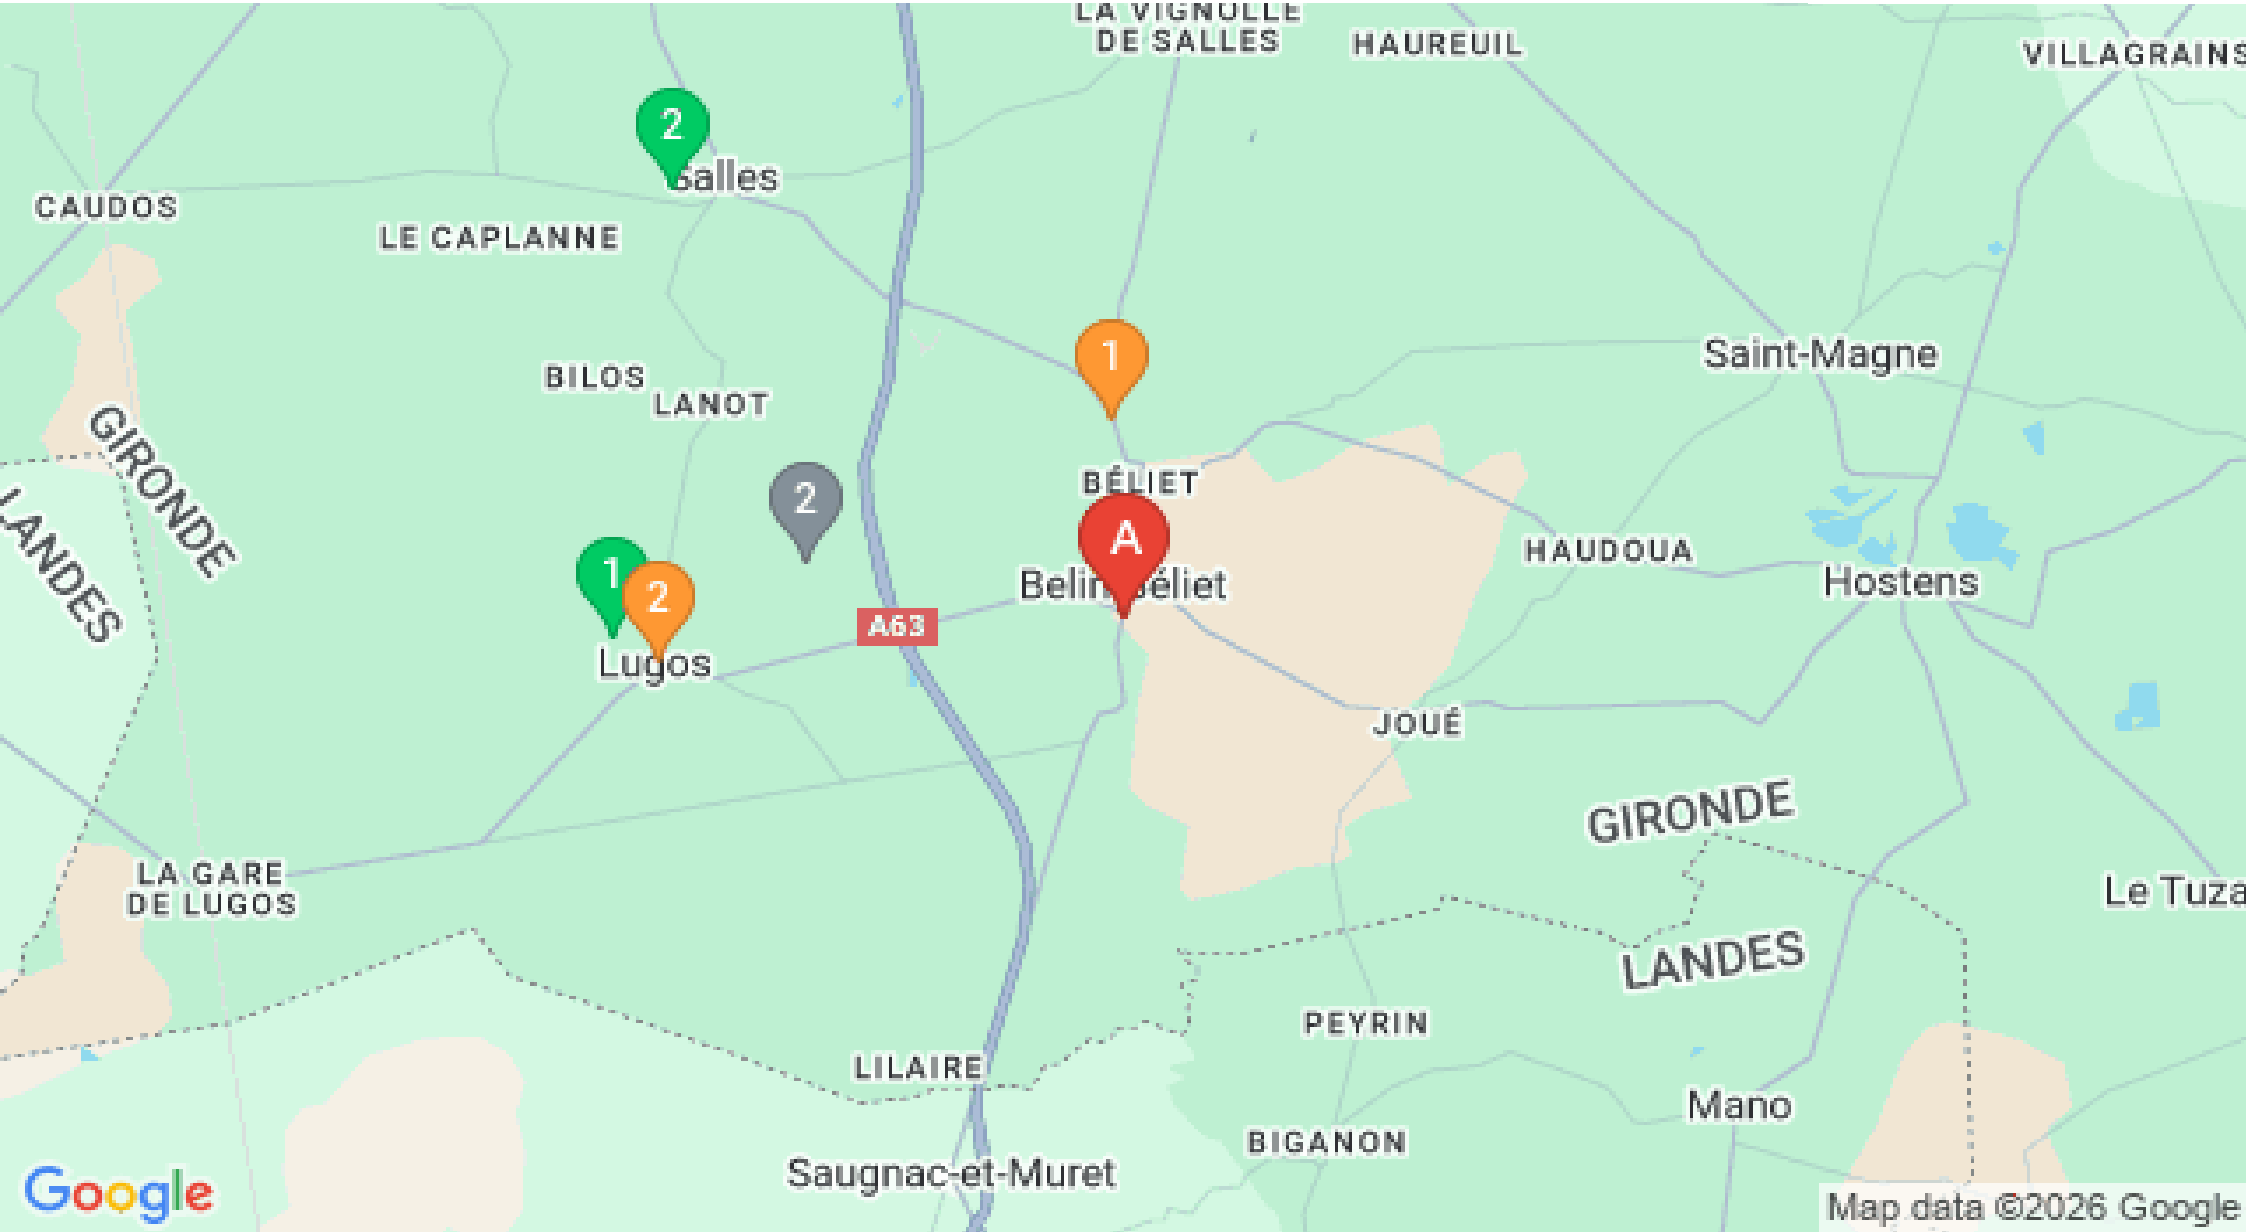 LA VIGNOLLE
DE SALLES
HAUREUIL
VILLAGRAINS
2
Salles
CAUDOS
LE CAPLANNE
1
Saint-Magne
BILOS
LANOT
GIRONDE
LANDES
BÉLIET
2
A
HAUDOUA
1
2
Belin-Béliet
Hostens
A63
Lugos
JOUÉ
GIRONDE
LA GARE
DE LUGOS
Le Tuza
LANDES
PEYRIN
LILAIRE
Mano
BIGANON
Saugnac-et-Muret
Google
Map data ©2026 Google